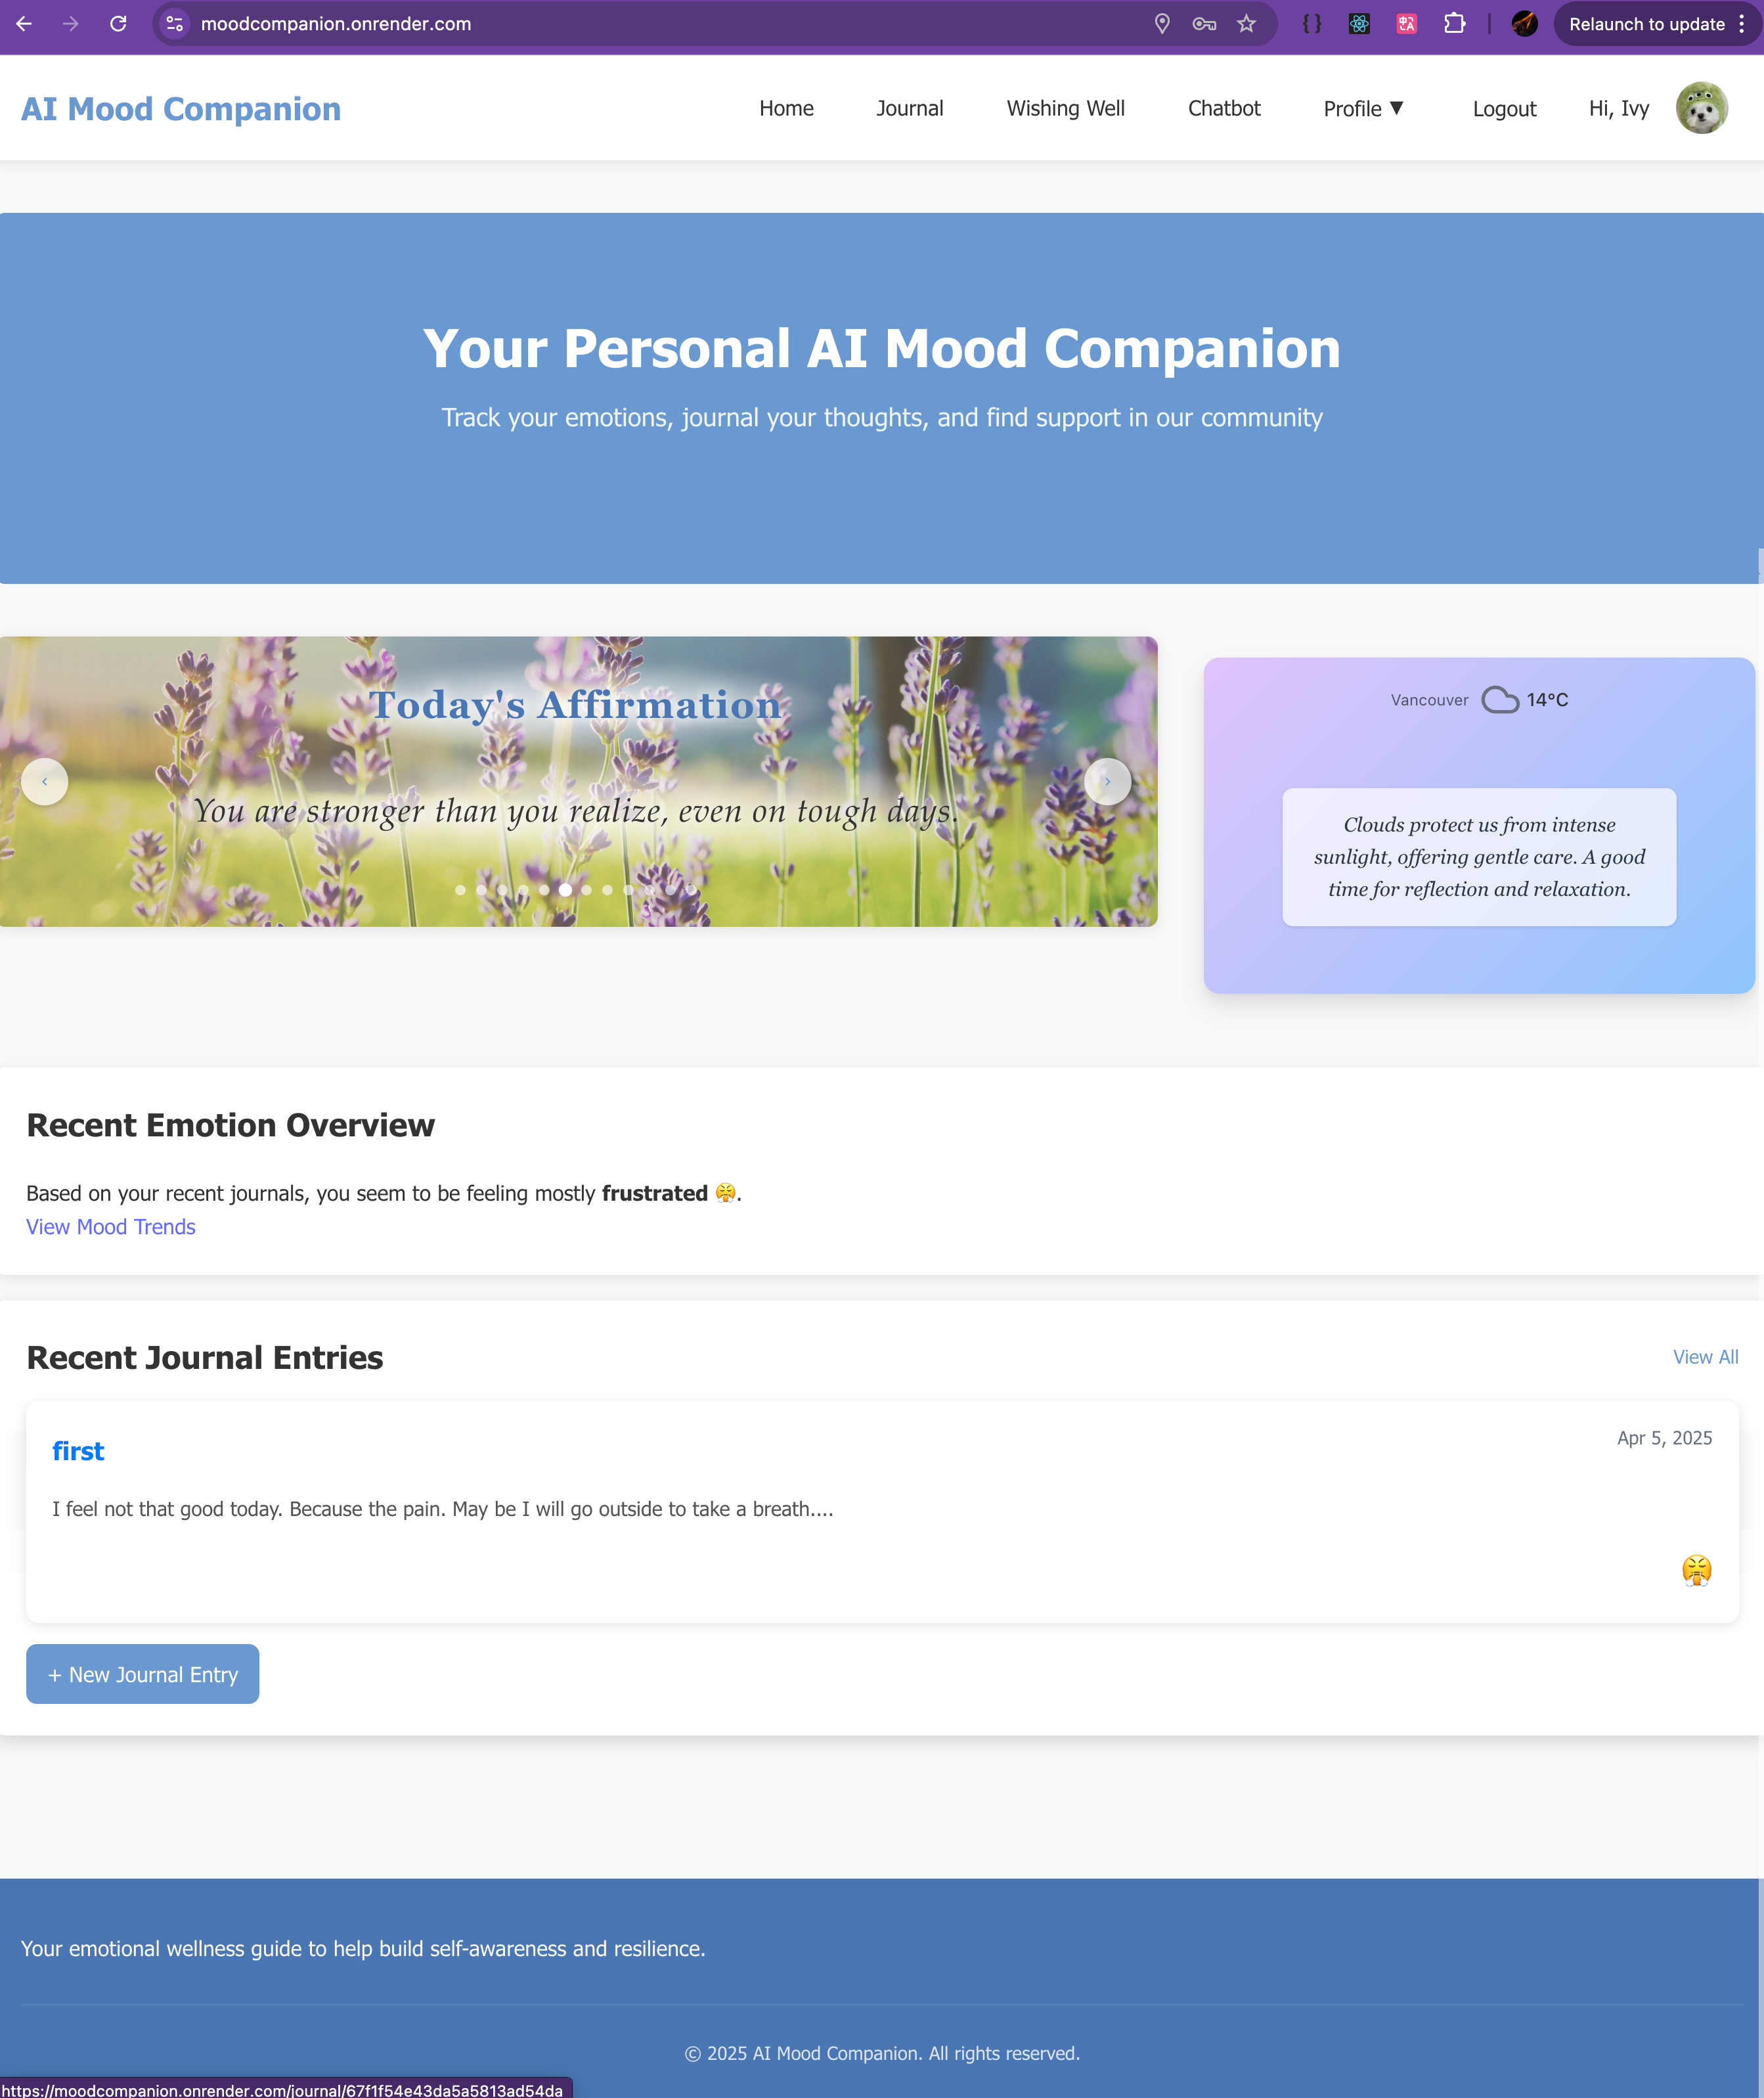 moodcompanion.onrender.com
Relaunch to update
AI Mood Companion
Home
Journal
Wishing Well
Chatbot
Profile ▼
Logout
Hi, Ivy
Your Personal AI Mood Companion
Track your emotions, journal your thoughts, and find support in our community
Today's Affirmation
You are stronger than you realize, even on tough days.
Vancouver
14°C
Clouds protect us from intense
sunlight, offering gentle care. A good
time for reflection and relaxation.
Recent Emotion Overview
Based on your recent journals, you seem to be feeling mostly frustrated 😤.
View Mood Trends
Recent Journal Entries
View All
first
Apr 5, 2025
I feel not that good today. Because the pain. May be I will go outside to take a breath....
😤
+ New Journal Entry
Your emotional wellness guide to help build self-awareness and resilience.
© 2025 AI Mood Companion. All rights reserved.
https://moodcompanion.onrender.com/journal/67f1f54e43da5a5813ad54da